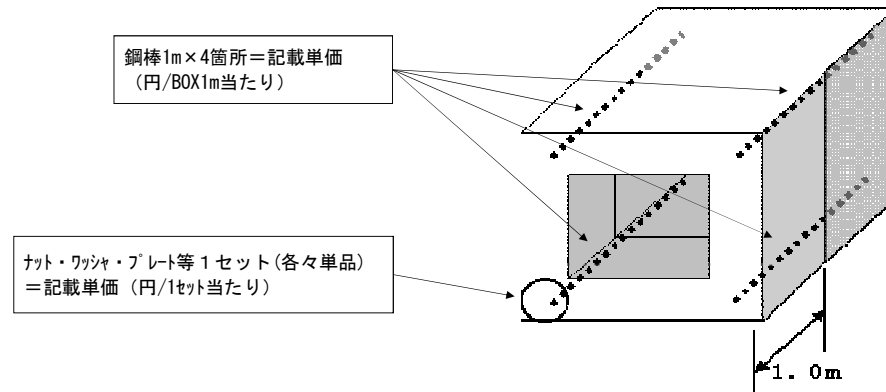 鋼棒1m×4箇所＝記載単価
（円/BOX1m当たり）
ﾅｯﾄ・ﾜｯｼｬ・ﾌﾟﾚｰﾄ等１セット(各々単品)
＝記載単価（円/1ｾｯﾄ当たり）
1. 0m